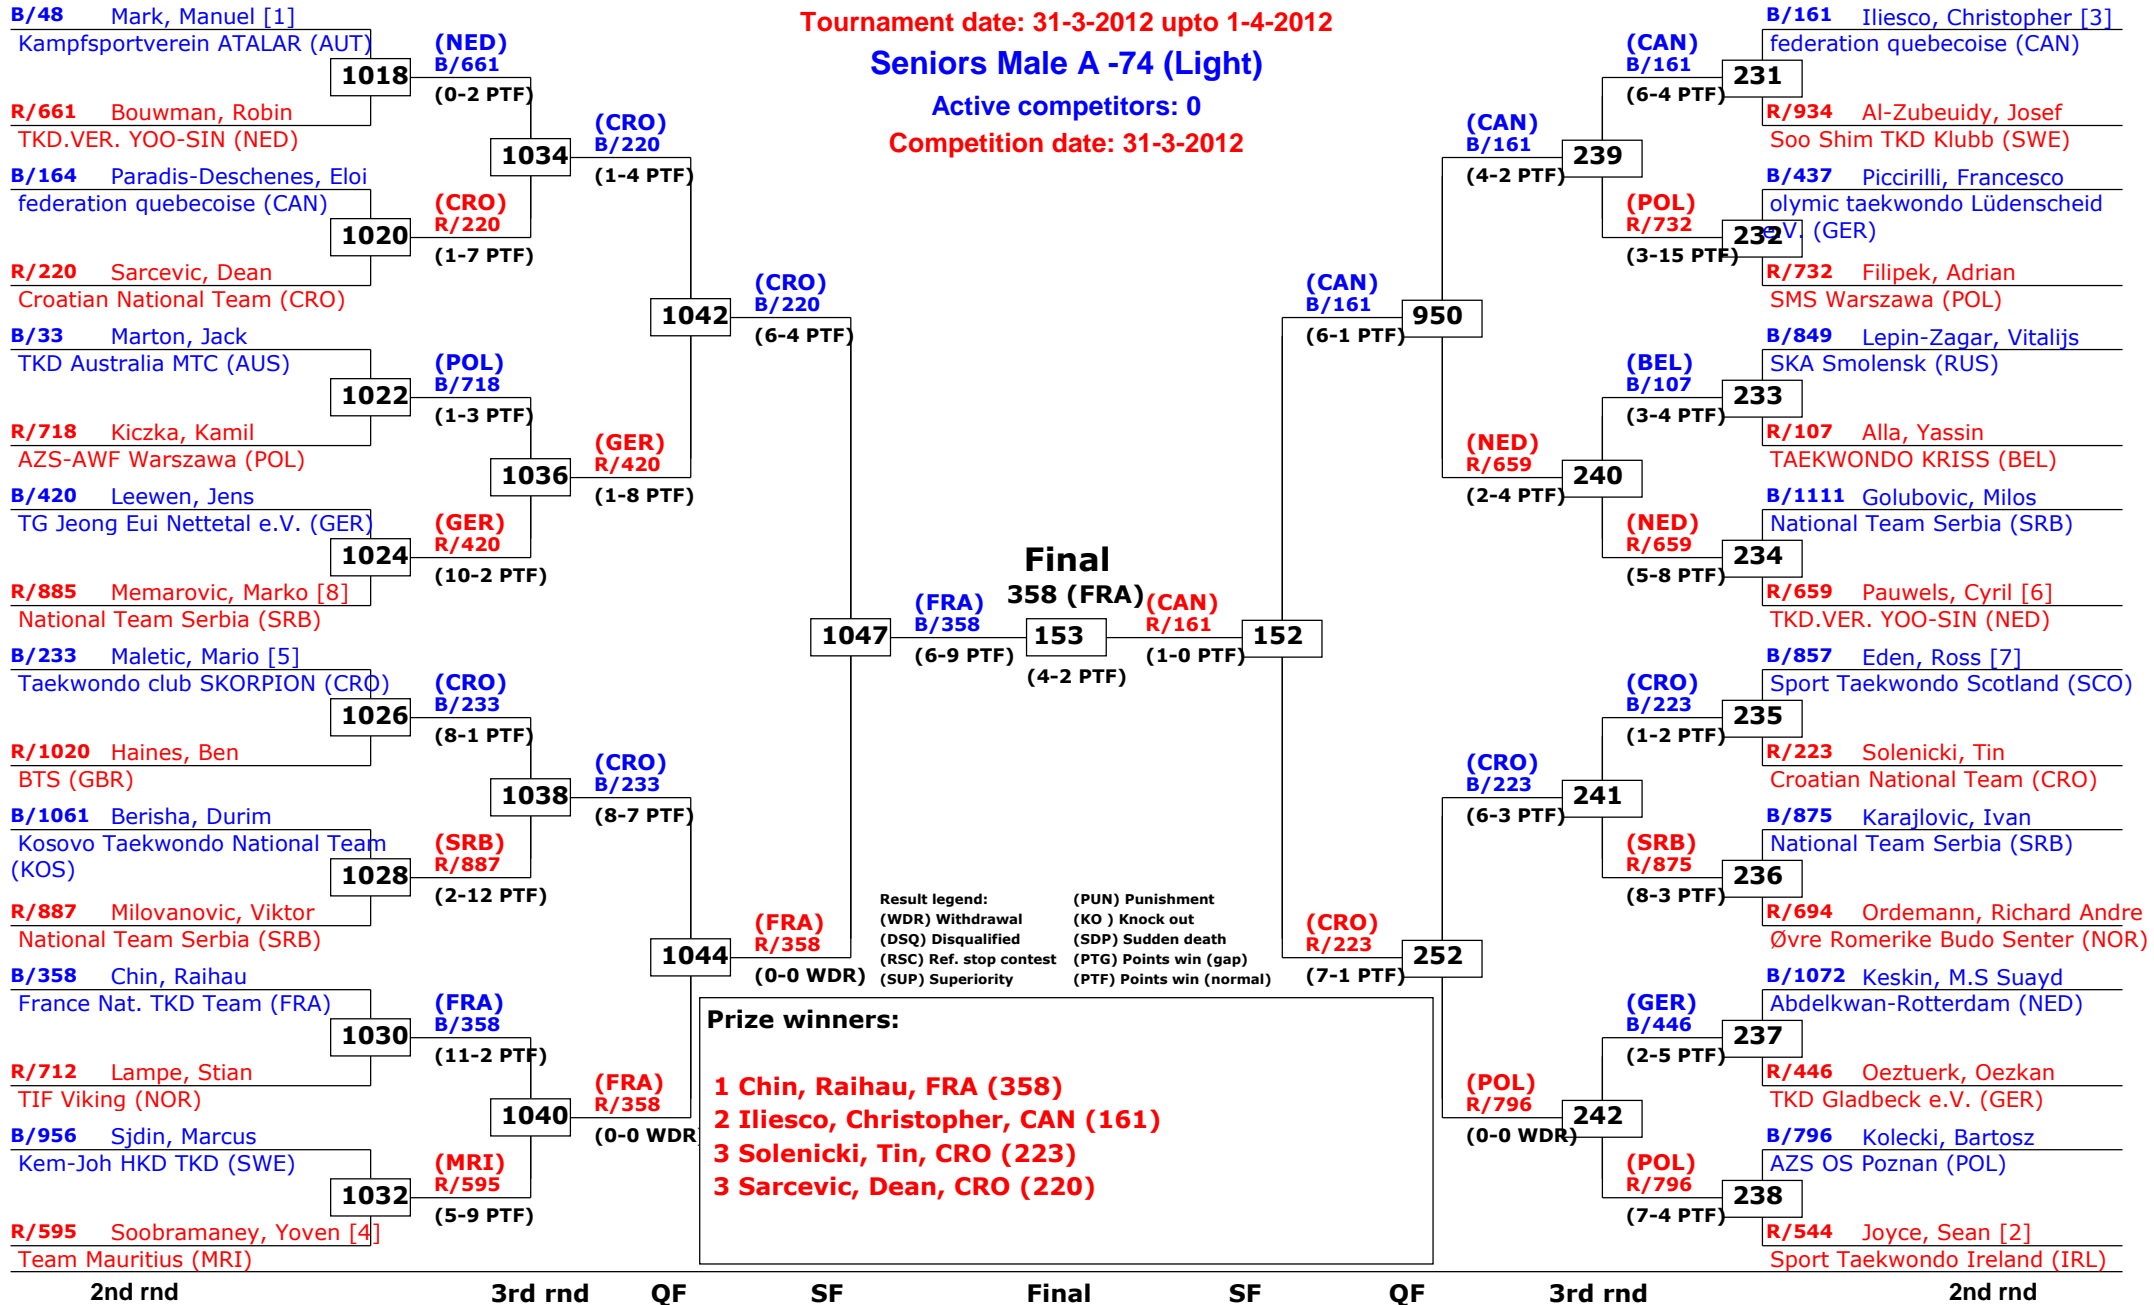 Tournament date: 31-3-2012 upto 1-4-2012
Seniors Male A -74 (Light)
Active competitors: 0
Competition date: 31-3-2012
B/48 Mark, Manuel [1]
Kampfsportverein ATALAR (AUT)
1018
R/661 Bouwman, Robin
TKD.VER. YOO-SIN (NED)
B/164 Paradis-Deschenes, Eloi
federation quebecoise (CAN)
1020
R/220 Sarcevic, Dean
Croatian National Team (CRO)
B/33 Marton, Jack
TKD Australia MTC (AUS)
1022
R/718 Kiczka, Kamil
AZS-AWF Warszawa (POL)
B/420 Leewen, Jens
TG Jeong Eui Nettetal e.V. (GER)
1024
R/885 Memarovic, Marko [8]
National Team Serbia (SRB)
B/233 Maletic, Mario [5]
Taekwondo club SKORPION (CRO)
1026
R/1020 Haines, Ben
BTS (GBR)
B/1061 Berisha, Durim
Kosovo Taekwondo National Team
(KOS)
1028
R/887 Milovanovic, Viktor
National Team Serbia (SRB)
B/358 Chin, Raihau
France Nat. TKD Team (FRA)
1030
R/712 Lampe, Stian
TIF Viking (NOR)
B/956 Sjdin, Marcus
Kem-Joh HKD TKD (SWE)
1032
R/595 Soobramaney, Yoven [4]
Team Mauritius (MRI)
(NED)
B/661
(0-2 PTF)
1034
(CRO)
R/220
(1-7 PTF)
(POL)
B/718
(1-3 PTF)
1036
(GER)
R/420
(10-2 PTF)
(CRO)
B/233
(8-1 PTF)
1038
(SRB)
R/887
(2-12 PTF)
(FRA)
B/358
(11-2 PTF)
1040
(MRI)
R/595
(5-9 PTF)
(CRO)
B/220
(1-4 PTF)
1042
(GER)
R/420
(1-8 PTF)
(CRO)
B/233
(8-7 PTF)
1044
(FRA)
R/358
(0-0 WDR)
(CRO)
B/220
(6-4 PTF)
1047
(FRA)
R/358
(0-0 WDR)
(FRA)
B/358
(6-9 PTF)
Final
358 (FRA)
153
(4-2 PTF)
(CAN)
R/161
(1-0 PTF)
152
(CAN)
B/161
(6-1 PTF)
950
(CRO)
R/223
(7-1 PTF)
252
(CAN)
B/161
(4-2 PTF)
239
(NED)
R/659
(2-4 PTF)
240
(CRO)
B/223
(6-3 PTF)
241
(POL)
R/796
(0-0 WDR)
242
(CAN)
B/161
(6-4 PTF)
231
(POL)
R/732
(3-15 PTF)
232
(BEL)
B/107
(3-4 PTF)
233
(NED)
R/659
(5-8 PTF)
234
(CRO)
B/223
(1-2 PTF)
235
(SRB)
R/875
(8-3 PTF)
236
(GER)
B/446
(2-5 PTF)
237
(POL)
R/796
(7-4 PTF)
238
B/161 Iliesco, Christopher [3]
federation quebecoise (CAN)
R/934 Al-Zubeuidy, Josef
Soo Shim TKD Klubb (SWE)
B/437 Piccirilli, Francesco
olymic taekwondo Lüdenscheid
e.V. (GER)
R/732 Filipek, Adrian
SMS Warszawa (POL)
B/849 Lepin-Zagar, Vitalijs
SKA Smolensk (RUS)
R/107 Alla, Yassin
TAEKWONDO KRISS (BEL)
B/1111 Golubovic, Milos
National Team Serbia (SRB)
R/659 Pauwels, Cyril [6]
TKD.VER. YOO-SIN (NED)
B/857 Eden, Ross [7]
Sport Taekwondo Scotland (SCO)
R/223 Solenicki, Tin
Croatian National Team (CRO)
B/875 Karajlovic, Ivan
National Team Serbia (SRB)
R/694 Ordemann, Richard Andre
Øvre Romerike Budo Senter (NOR)
B/1072 Keskin, M.S Suayd
Abdelkwan-Rotterdam (NED)
R/446 Oeztuerk, Oezkan
TKD Gladbeck e.V. (GER)
B/796 Kolecki, Bartosz
AZS OS Poznan (POL)
R/544 Joyce, Sean [2]
Sport Taekwondo Ireland (IRL)
Result legend: (PUN) Punishment
(WDR) Withdrawal (KO ) Knock out
(DSQ) Disqualified (SDP) Sudden death
(RSC) Ref. stop contest (PTG) Points win (gap)
(SUP) Superiority (PTF) Points win (normal)
Prize winners:
1 Chin, Raihau, FRA (358)
2 Iliesco, Christopher, CAN (161)
3 Solenicki, Tin, CRO (223)
3 Sarcevic, Dean, CRO (220)
2nd rnd 3rd rnd QF SF Final SF QF 3rd rnd 2nd rnd